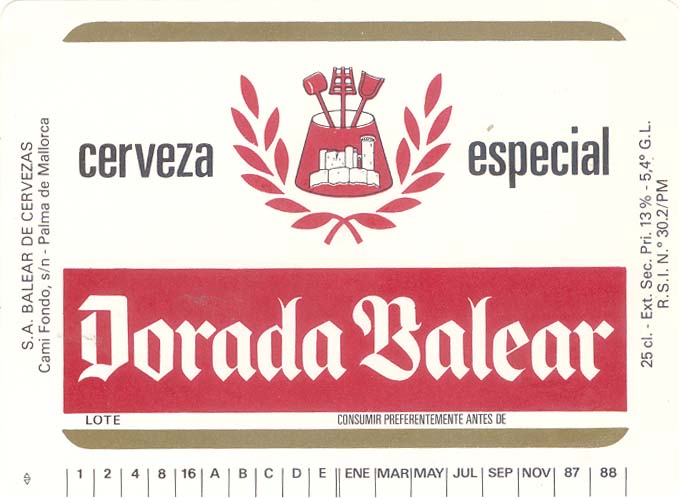 S.A. BALEAR DE CERVEZAS
Cami Fondo, s/n - Palma de Mallorca
cerveza especial
Dorada Balear
LOTE CONSUMIR PREFERENTEMENTE ANTES DE
1 2 4 8 16 A B C D E ENE MAR MAY JUL SEP NOV 87 88
25 cl. - Ext. Sec. Pri. 13 % - 5,4° G.L.
R.S.I. N.° 30.2/PM